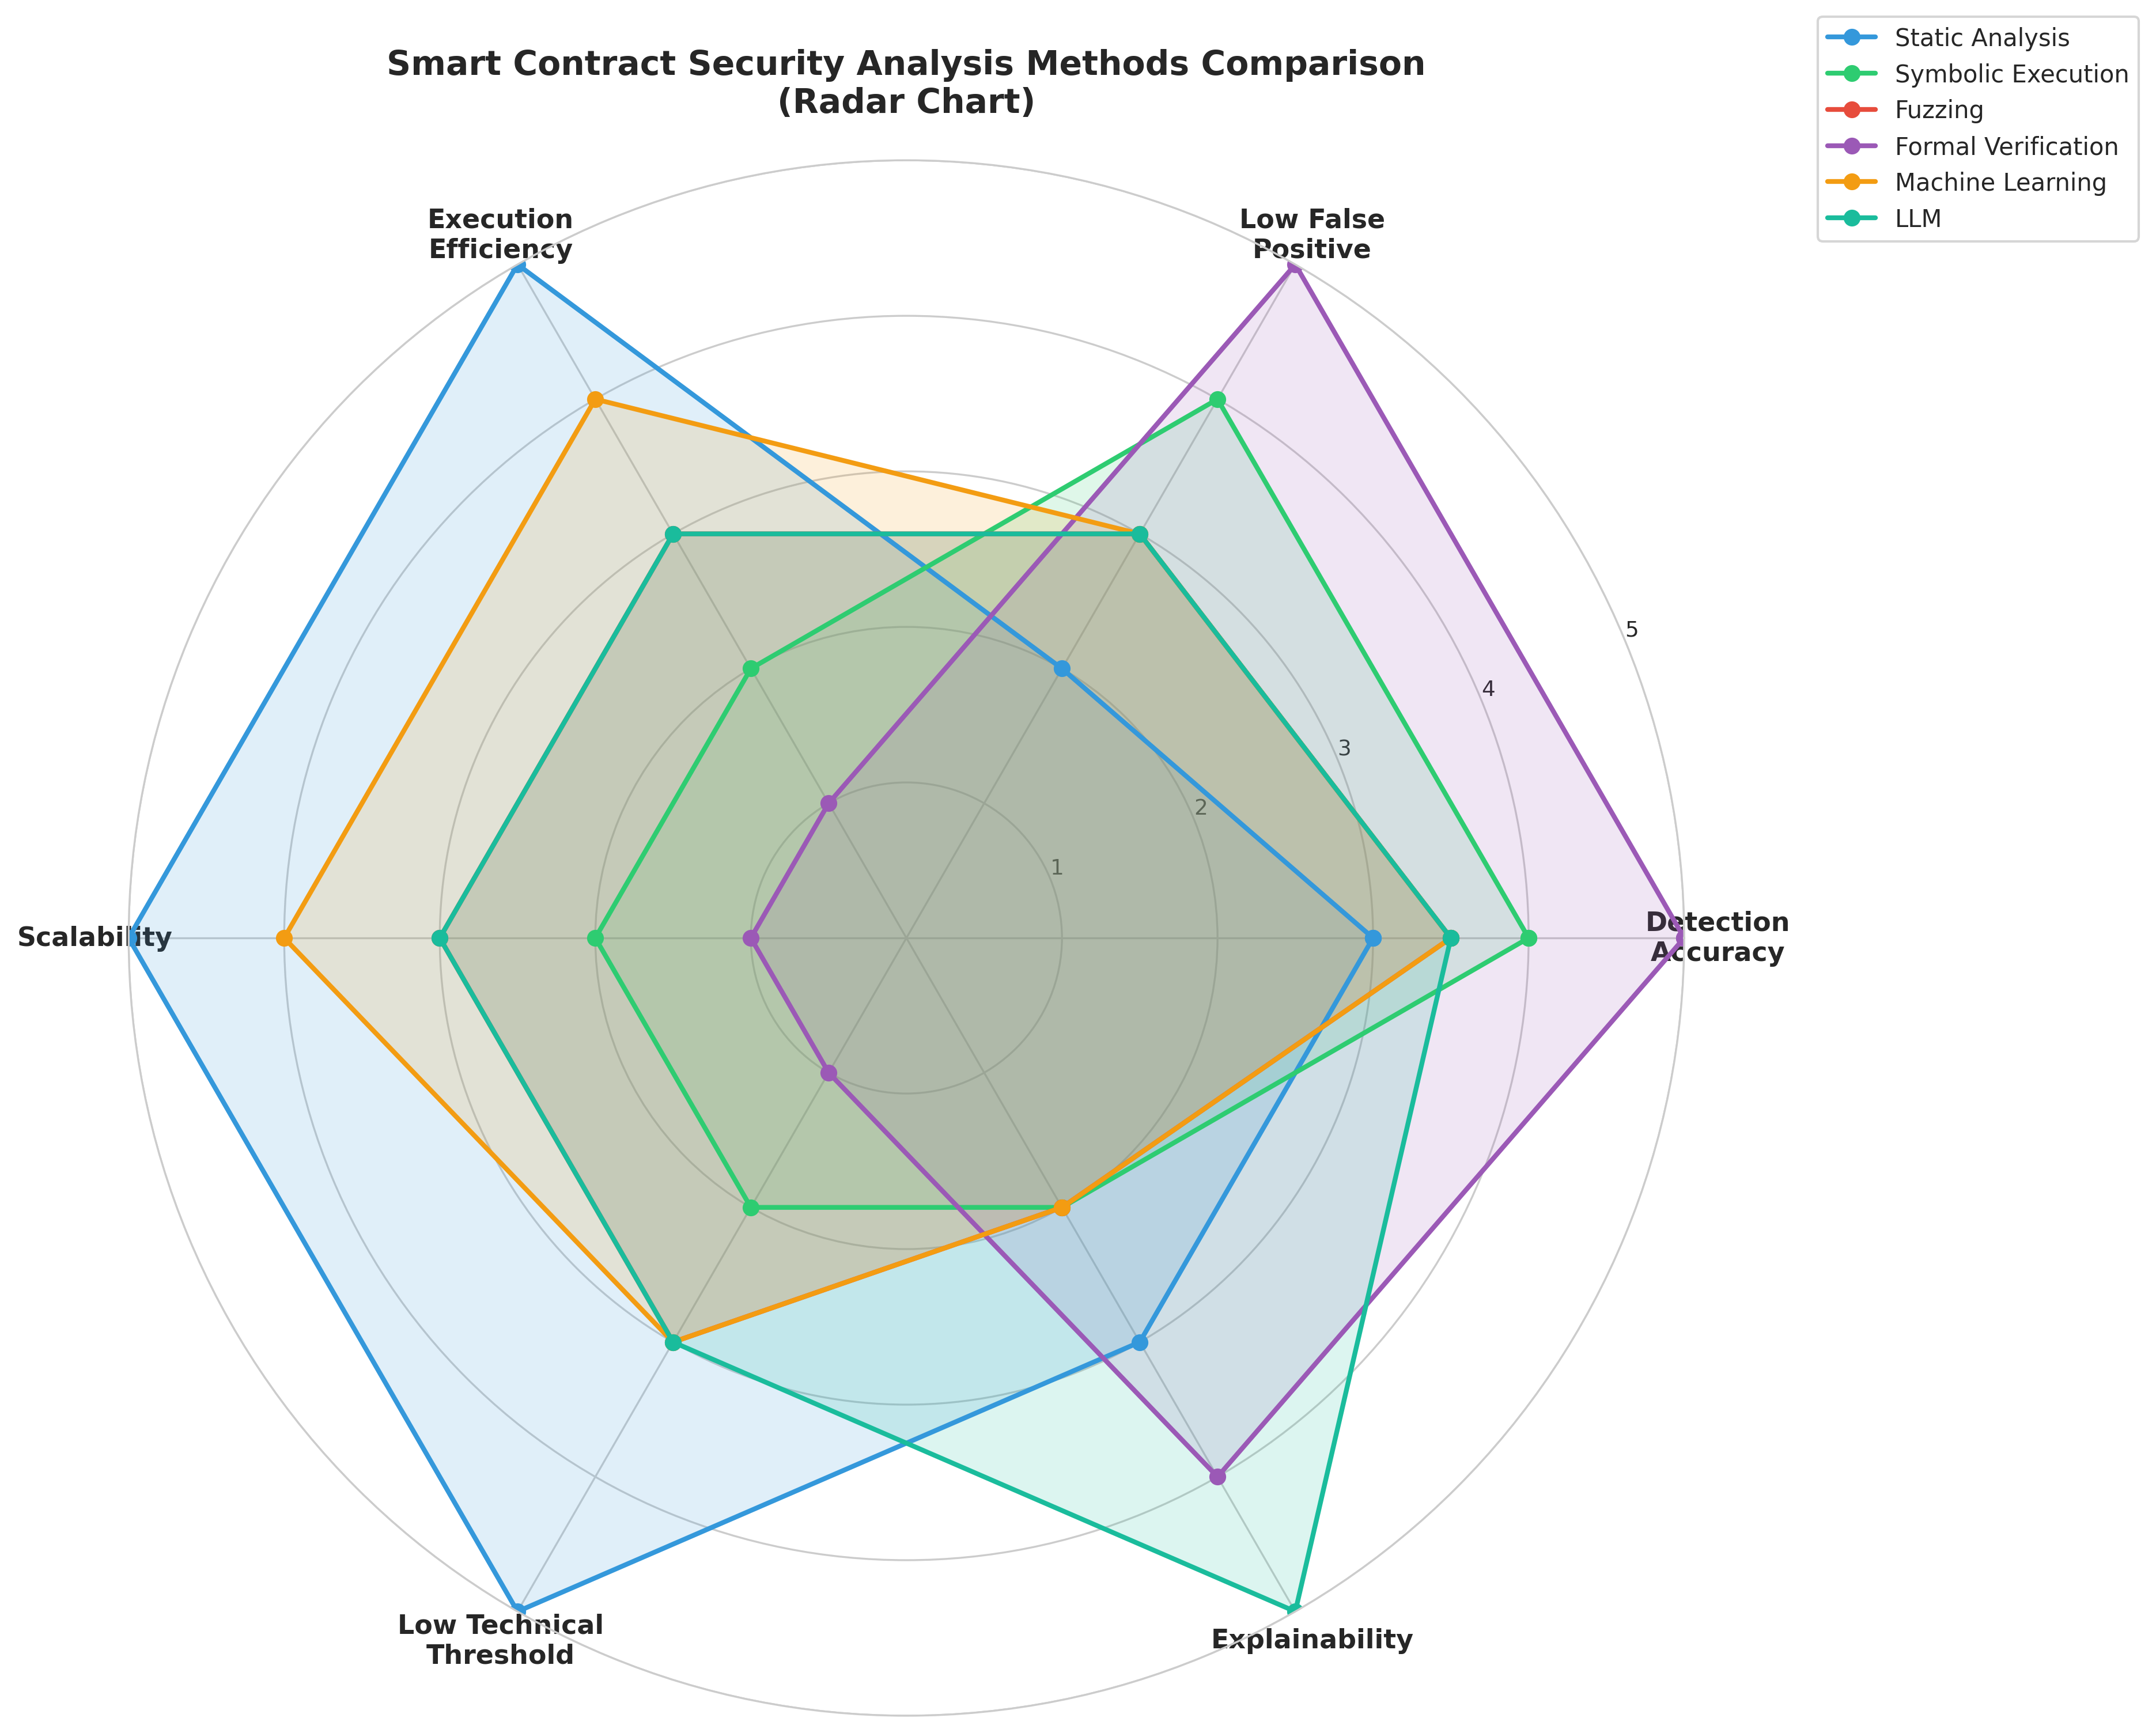 Smart Contract Security Analysis Methods Comparison
(Radar Chart)
Static Analysis
Symbolic Execution
Fuzzing
Formal Verification
Machine Learning
LLM
Execution
Efficiency
Low False
Positive
5
4
3
2
1
Scalability
Detection
Accuracy
Low Technical
Threshold
Explainability